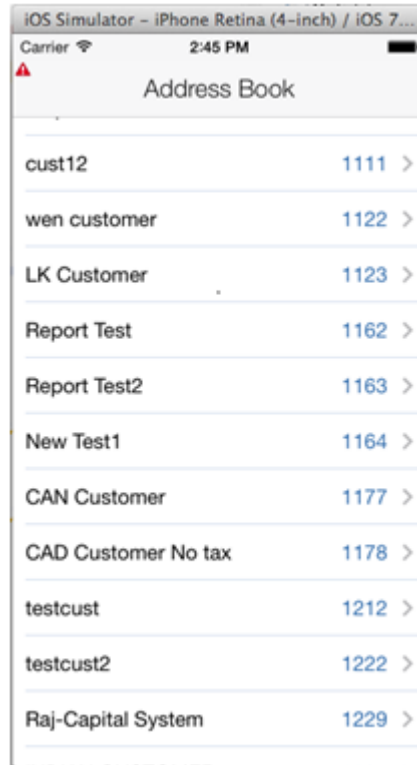 iOS Simulator – iPhone Retina (4-inch) / iOS 7...
Carrier 2:45 PM
Address Book
cust12 1111
wen customer 1122
LK Customer 1123
Report Test 1162
Report Test2 1163
New Test1 1164
CAN Customer 1177
CAD Customer No tax 1178
testcust 1212
testcust2 1222
Raj-Capital System 1229